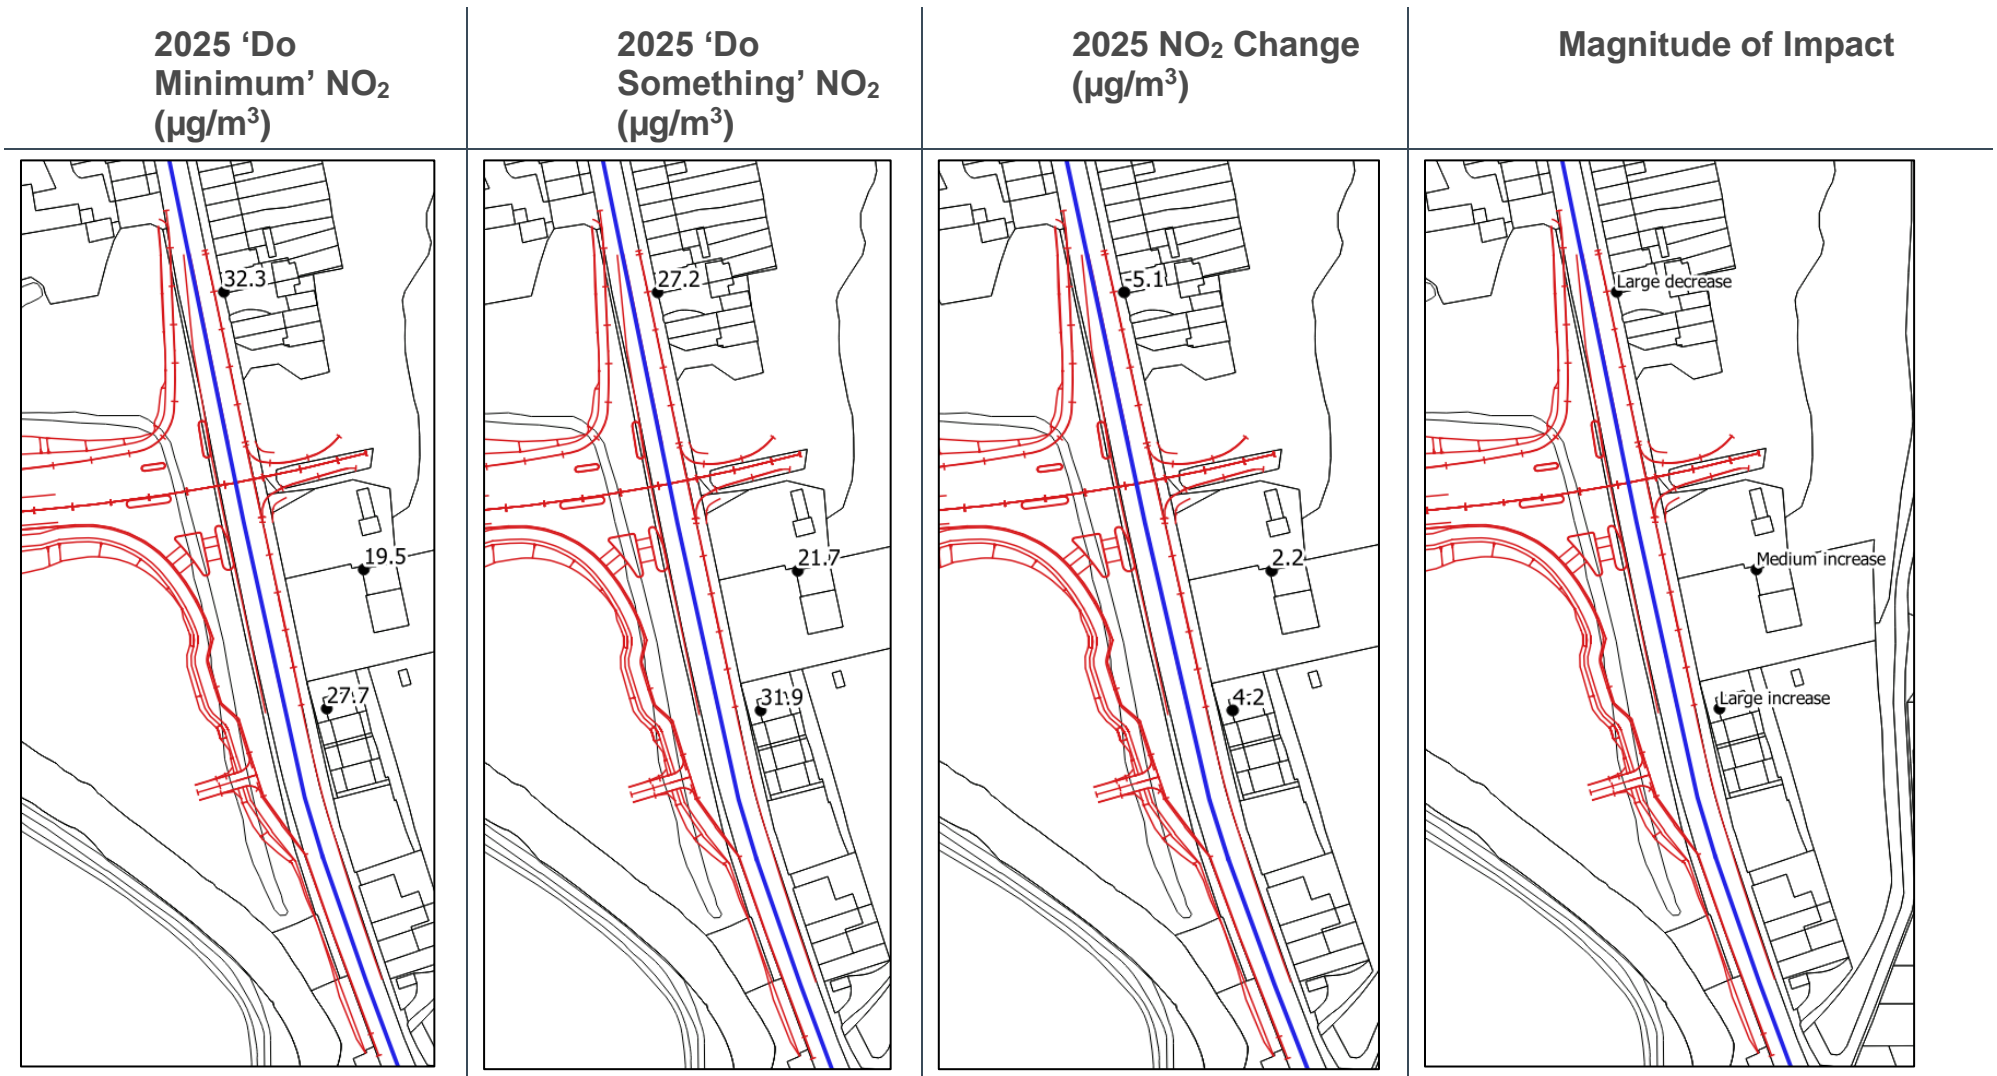 2025 ‘Do
Minimum’ NO₂
(µg/m³)
2025 ‘Do
Something’ NO₂
(µg/m³)
2025 NO₂ Change
(µg/m³)
Magnitude of Impact
32.3
19.5
27.7
27.2
21.7
31.9
-5.1
2.2
4.2
Large decrease
Medium increase
Large increase